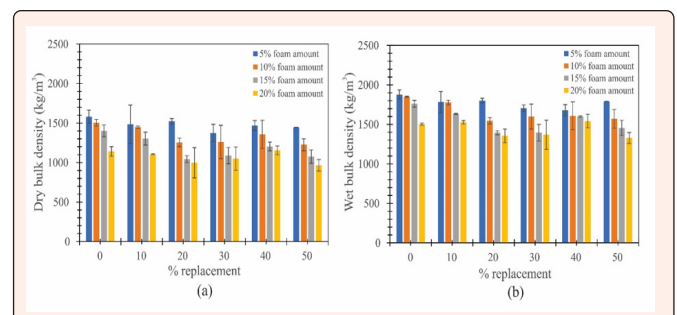 2500
2000
1500
1000
500
0
Dry bulk density (kg/m³)
5% foam amount
10% foam amount
15% foam amount
20% foam amount
0 10 20 30 40 50
% replacement
(a)
2500
2000
1500
1000
500
0
Wet bulk density (kg/m³)
5% foam amount
10% foam amount
15% foam amount
20% foam amount
0 10 20 30 40 50
% replacement
(b)